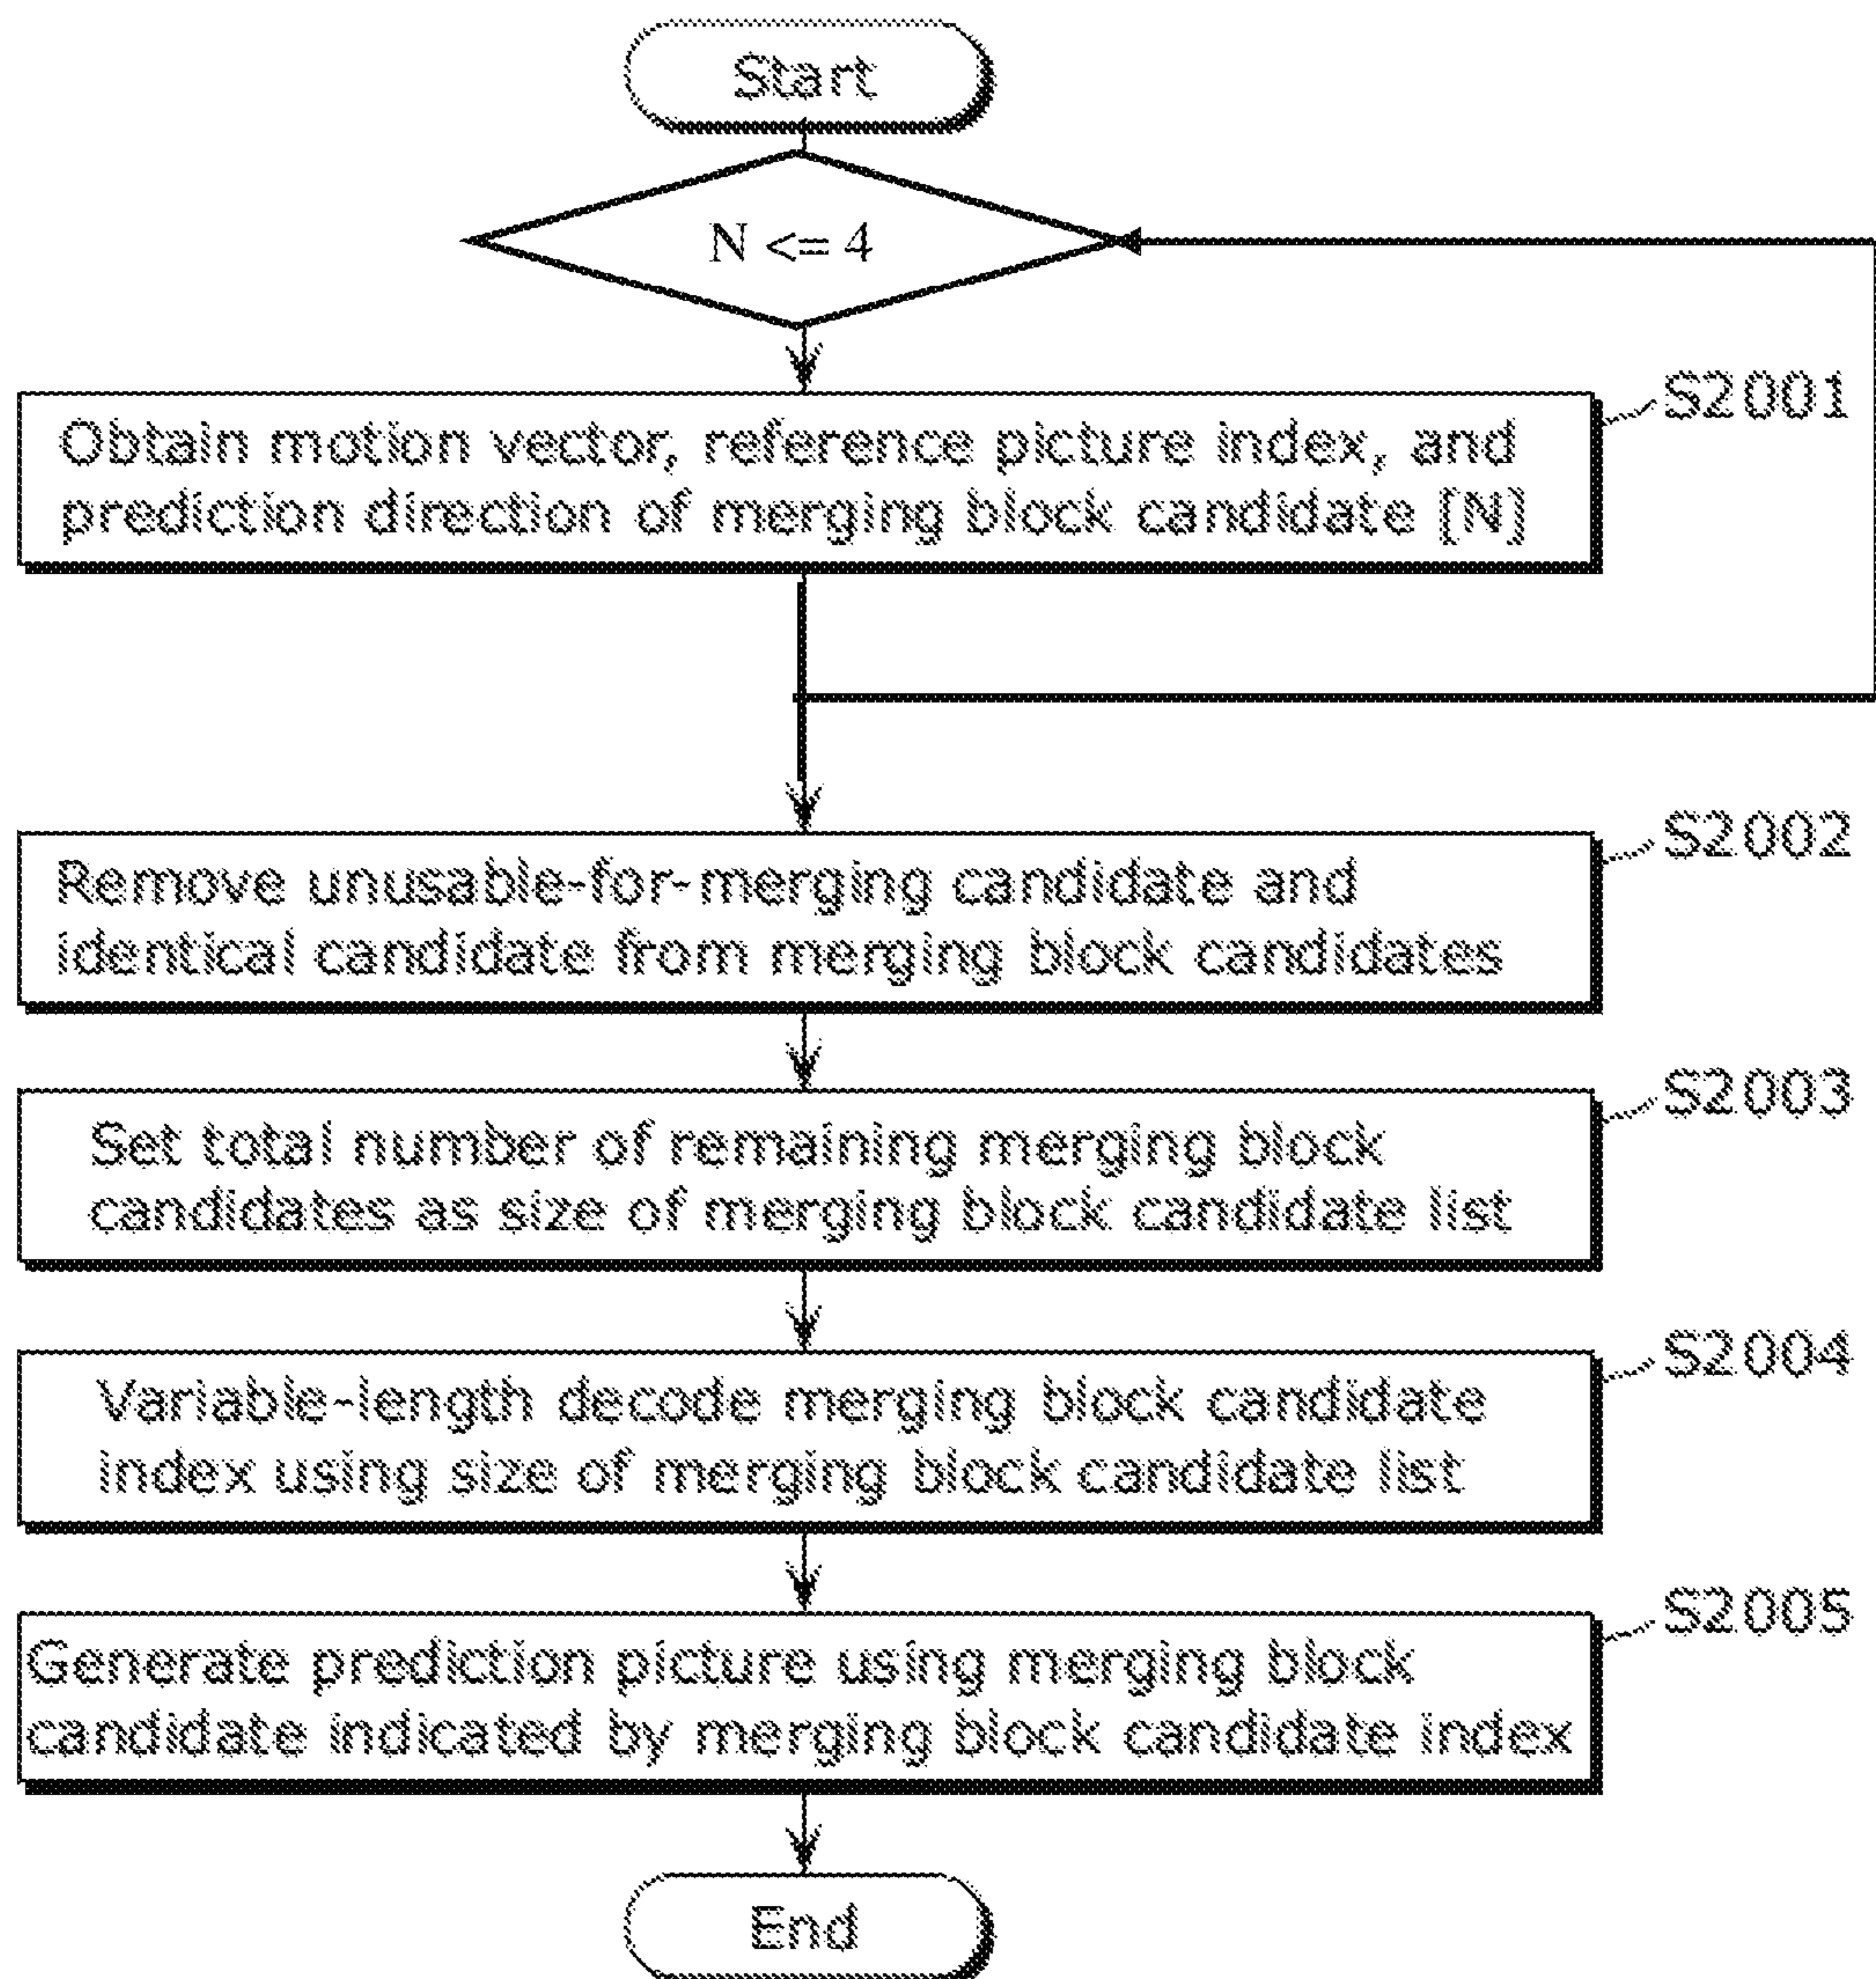 Start
N <= 4
S2001
Obtain motion vector, reference picture index, and
prediction direction of merging block candidate [N]
S2002
Remove unusable-for-merging candidate and
identical candidate from merging block candidates
S2003
Set total number of remaining merging block
candidates as size of merging block candidate list
S2004
Variable-length decode merging block candidate
index using size of merging block candidate list
S2005
Generate prediction picture using merging block
candidate indicated by merging block candidate index
End